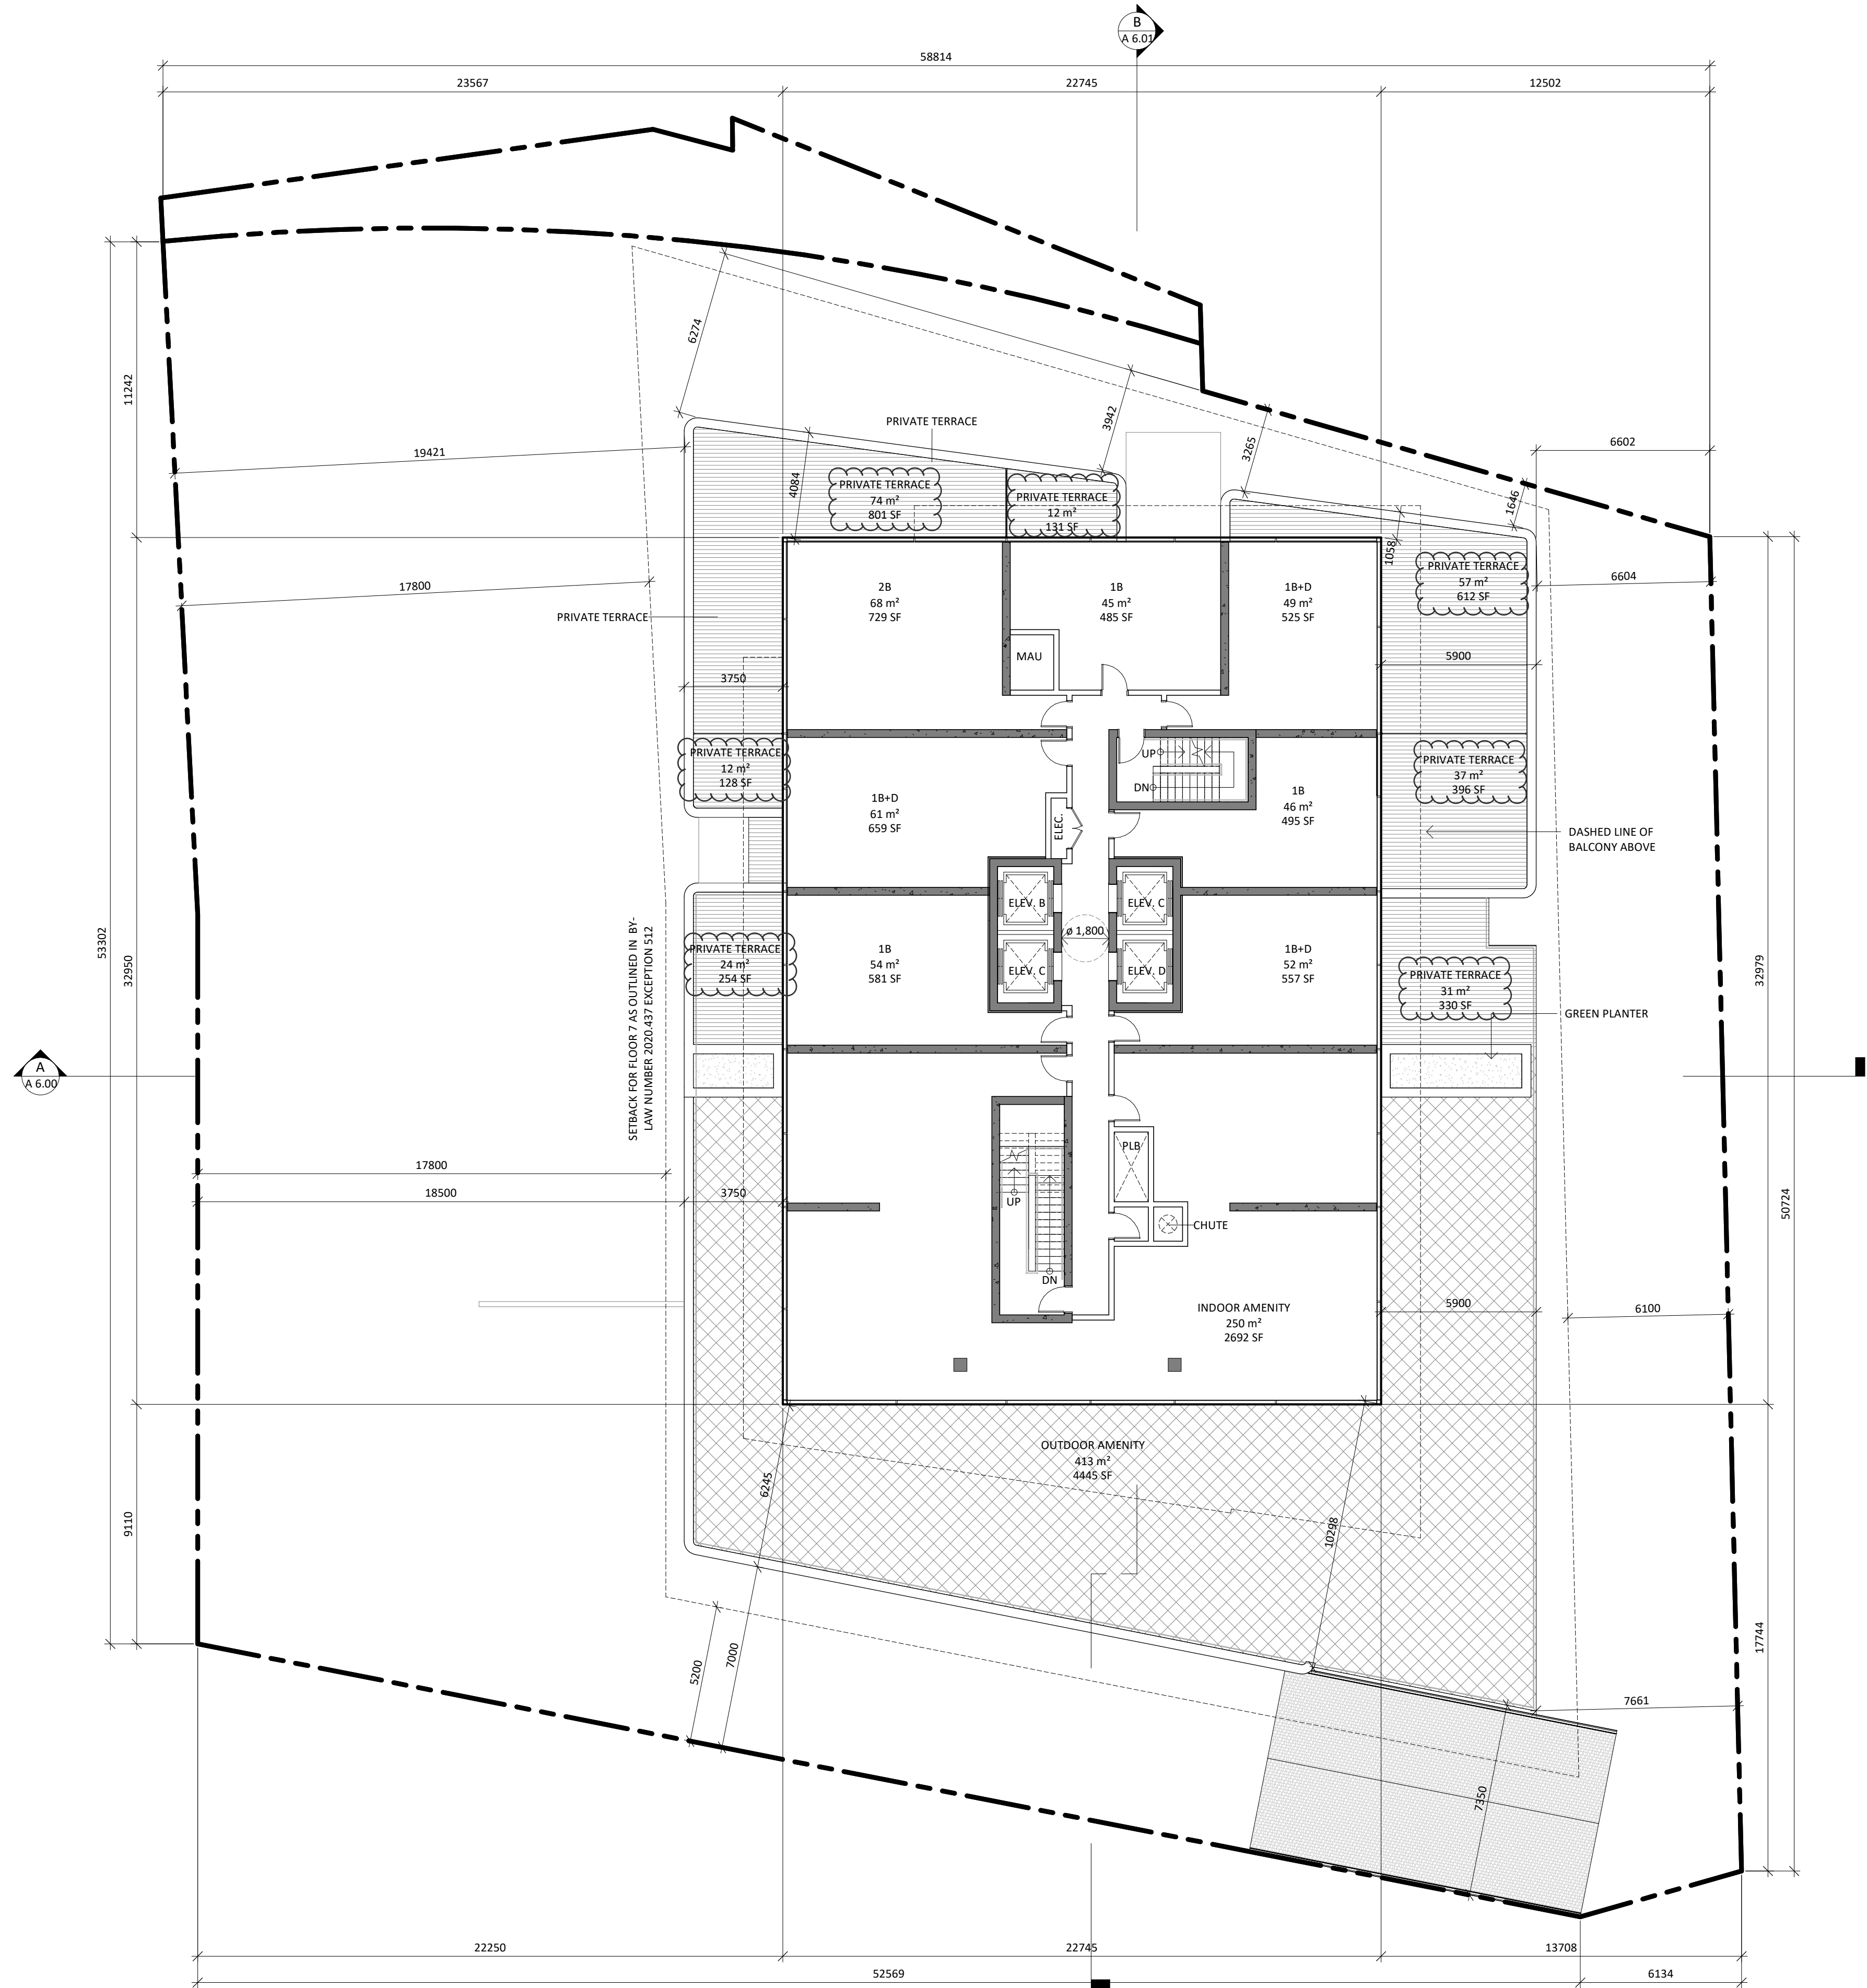 B
A 6.01
58814
23567
22745
12502
6274
11242
3942
PRIVATE TERRACE
3265
6602
19421
4084
PRIVATE TERRACE
74 m²
801 SF
PRIVATE TERRACE
12 m²
131 SF
1646
1058
PRIVATE TERRACE
57 m²
612 SF
6604
17800
2B
68 m²
729 SF
1B
45 m²
485 SF
1B+D
49 m²
525 SF
PRIVATE TERRACE
MAU
5900
3750
PRIVATE TERRACE
12 m²
128 SF
UP
DN
PRIVATE TERRACE
37 m²
396 SF
1B+D
61 m²
659 SF
ELEC.
1B
46 m²
495 SF
DASHED LINE OF
BALCONY ABOVE
ELEV. B
ELEV. C
ø 1,800
53302
32950
SETBACK FOR FLOOR 7 AS OUTLINED IN BY-
LAW NUMBER 2020.437 EXCEPTION 512
PRIVATE TERRACE
24 m²
254 SF
1B
54 m²
581 SF
ELEV. C
ELEV. D
1B+D
52 m²
557 SF
PRIVATE TERRACE
31 m²
330 SF
32979
GREEN PLANTER
A
A 6.00
17800
18500
3750
PLB
UP
CHUTE
50724
DN
INDOOR AMENITY
250 m²
2692 SF
5900
6100
OUTDOOR AMENITY
413 m²
4445 SF
6245
9110
10298
5200
7000
17744
7661
7350
22250
22745
13708
52569
6134